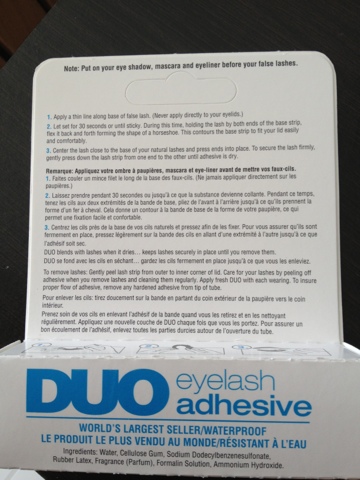 Note: Put on your eye shadow, mascara and eyeliner before your false lashes.
1. Apply a thin line along base of false lash. (Never apply directly to your eyelids.)
2. Let set for 30 seconds or until sticky. During this time, holding the lash by both ends of the base strip,
flex it back and forth forming the shape of a horseshoe. This contours the base strip to fit your lid easily
and comfortably.
3. Center the lash close to the base of your natural lashes and press ends into place. To secure the lash firmly,
gently press down the lash strip from one end to the other until adhesive is dry.
Remarque: Appliquez votre ombre à paupières, mascara et eye-liner avant de mettre vos faux-cils.
1. Faites couler un mince filet le long de la base des faux-cils. (Ne jamais appliquer directement sur les
paupières.)
2. Laissez prendre pendant 30 secondes ou jusqu'à ce que la substance devienne collante. Pendant ce temps,
tenez les cils aux deux extrémités de la bande de base, pliez de l'avant à l'arrière jusqu'à ce qu'ils prennent la
forme d'un fer à cheval. Cela donne un contour à la bande de base de la forme de votre paupière, ce qui
permet une fixation facile et confortable.
3. Centrez les cils près de la base de vos cils naturels et pressez afin de les fixer. Pour vous assurer qu'ils sont
fermement en place, pressez légèrement sur la bande des cils en allant d'une extrémité à l'autre jusqu'à ce que
l'adhésif soit sec.
DUO blends with lashes when it dries... keeps lashes securely in place until you remove them.
DUO se fond avec les cils en séchant... gardez les cils fermement en place jusqu'à ce que vous les enleviez.
To remove lashes: Gently peel lash strip from outer to inner corner of lid. Care for your lashes by peeling off
adhesive when you remove lashes and cleaning them regularly. Apply fresh DUO with each wearing. To insure
proper flow of adhesive, remove any hardened adhesive from tip of tube.
Pour enlever les cils: tirez doucement sur la bande en partant du coin extérieur de la paupière vers le coin
intérieur.
Prenez soin de vos cils en enlevant l'adhésif de la bande quand vous les retirez et en les nettoyant
régulièrement. Appliquez une nouvelle couche de DUO chaque fois que vous les portez. Pour assurer un
bon écoulement de l'adhésif, enlevez toutes les parties durcies autour de l'ouverture du tube.
DUO eyelash
adhesive
WORLD'S LARGEST SELLER/WATERPROOF
LE PRODUIT LE PLUS VENDU AU MONDE/RÉSISTANT À L'EAU
Ingredients: Water, Cellulose Gum, Sodium Dodecylbenzenesulfonate,
Rubber Latex, Fragrance (Parfum), Formalin Solution, Ammonium Hydroxide.